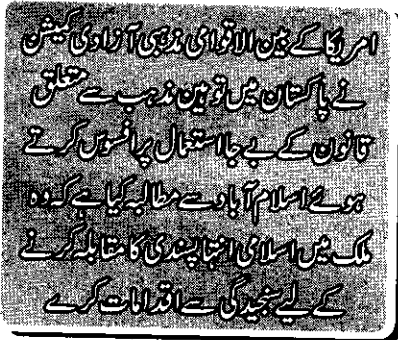 امریکا کے بین الاقوامی مذہبی آزادی کمیشن
نے پاکستان میں توہین مذہب سے متعلق
قانون کے بے جا استعمال پر افسوس کرتے
ہوئے اسلام آباد سے مطالبہ کیا ہے کہ وہ
ملک میں اسلامی انتہا پسندی کا مقابلہ کرنے
کے لیے سنجیدگی سے اقدامات کرے